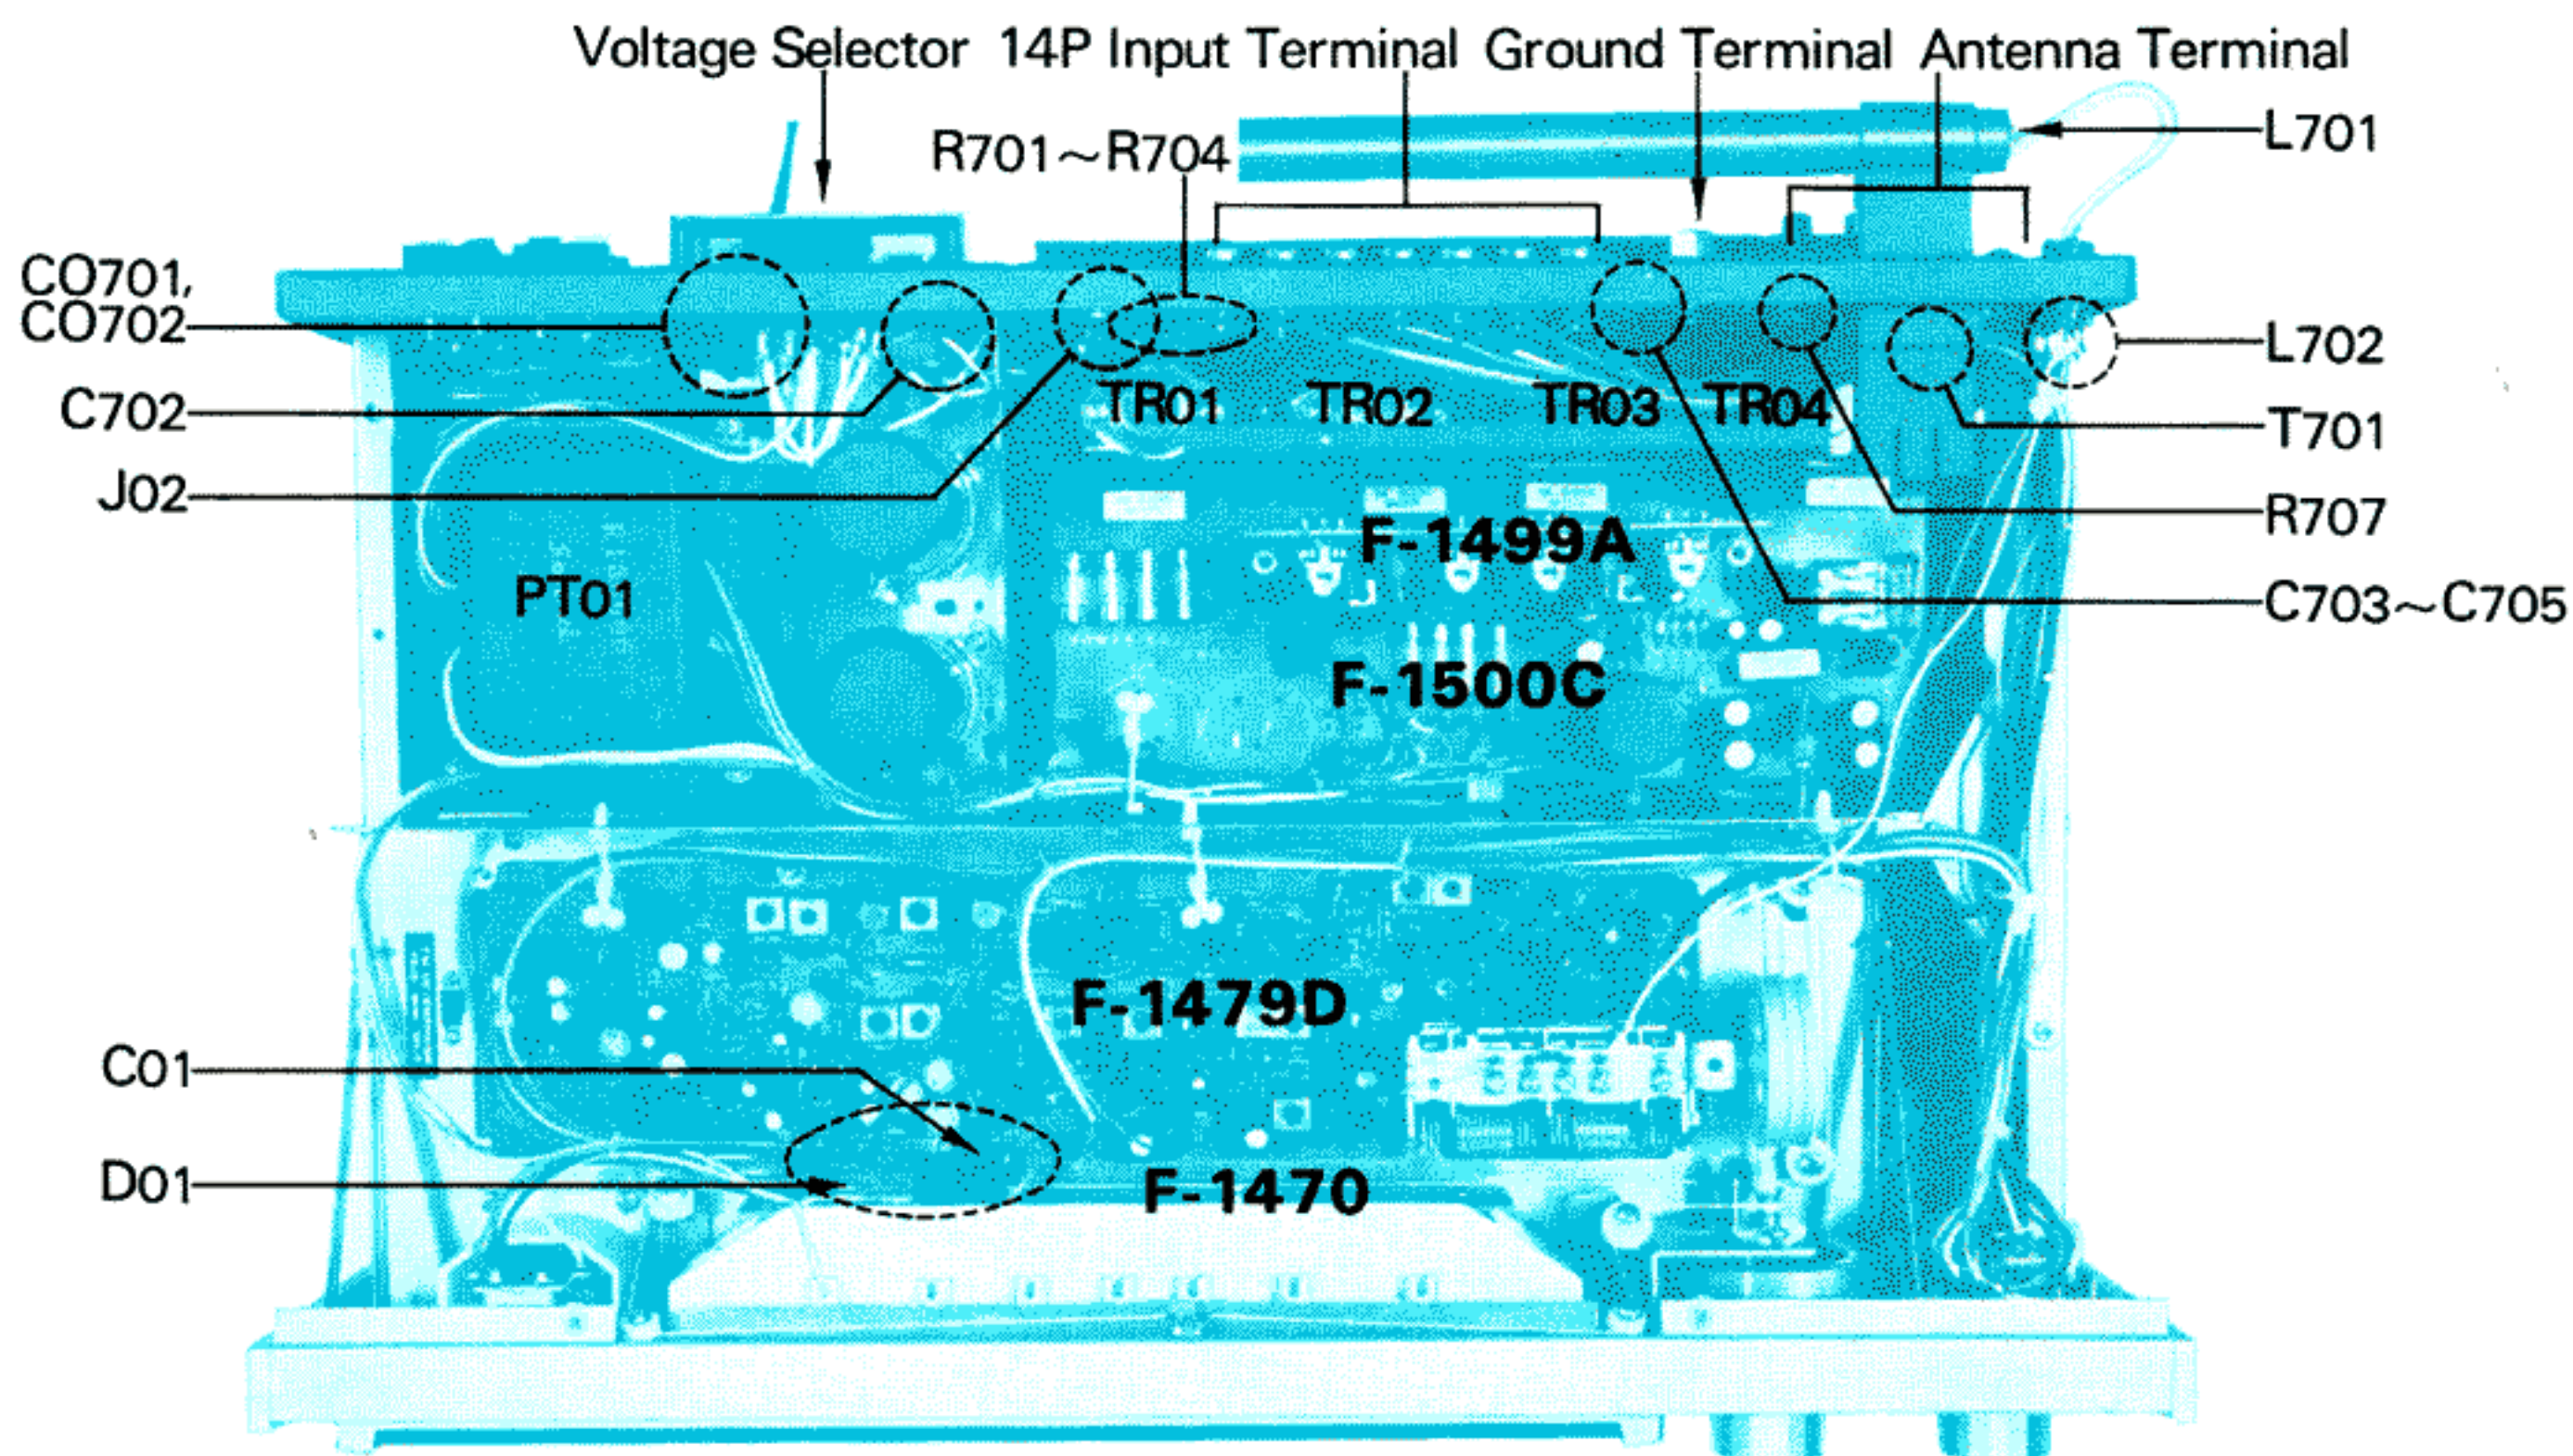 Voltage Selector 14P Input Terminal Ground Terminal Antenna Terminal
R701~R704
L701
CO701,
CO702
L702
C702
TR01 TR02 TR03 TR04
T701
J02
R707
F-1499A
PT01
C703~C705
F-1500C
F-1479D
C01
D01
F-1470